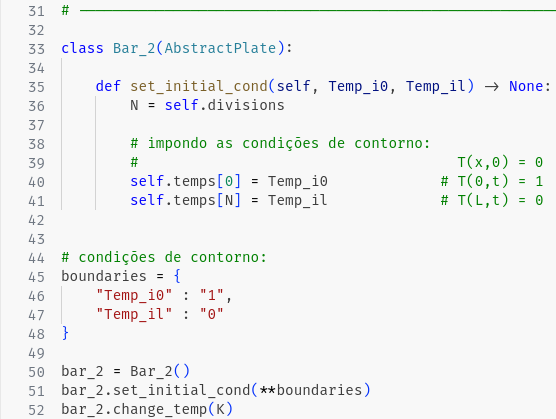 31 # ────────────────────────────
32
33 class Bar_2(AbstractPlate):
34
35     def set_initial_cond(self, Temp_i0, Temp_il) -> None:
36         N = self.divisions
37
38         # impondo as condições de contorno:
39         #                                     T(x,0) = 0
40         self.temps[0] = Temp_i0             # T(0,t) = 1
41         self.temps[N] = Temp_il             # T(L,t) = 0
42
43
44 # condições de contorno:
45 boundaries = {
46     "Temp_i0" : "1",
47     "Temp_il" : "0"
48 }
49
50 bar_2 = Bar_2()
51 bar_2.set_initial_cond(**boundaries)
52 bar_2.change_temp(K)